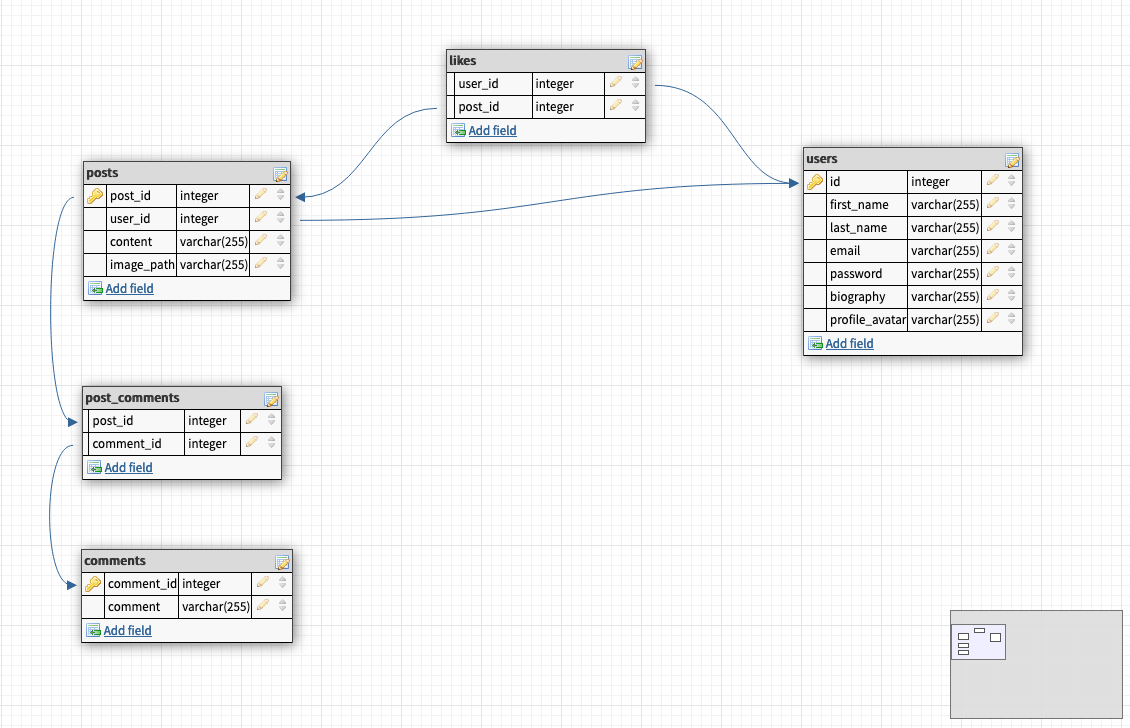 likes
user_id integer
post_id integer
Add field
posts
post_id integer
user_id integer
content varchar(255)
image_path varchar(255)
Add field
users
id integer
first_name varchar(255)
last_name varchar(255)
email varchar(255)
password varchar(255)
biography varchar(255)
profile_avatar varchar(255)
Add field
post_comments
post_id integer
comment_id integer
Add field
comments
comment_id integer
comment varchar(255)
Add field